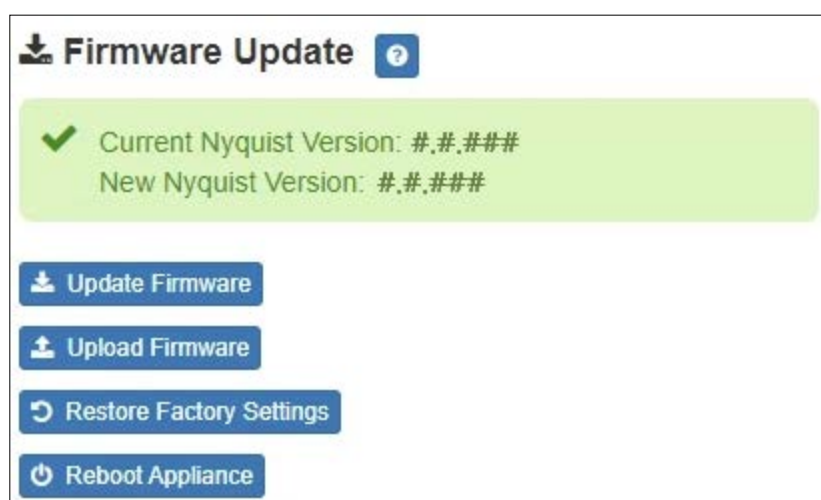 Firmware Update
Current Nyquist Version: #.#.###
New Nyquist Version: #.#.###
Update Firmware
Upload Firmware
Restore Factory Settings
Reboot Appliance